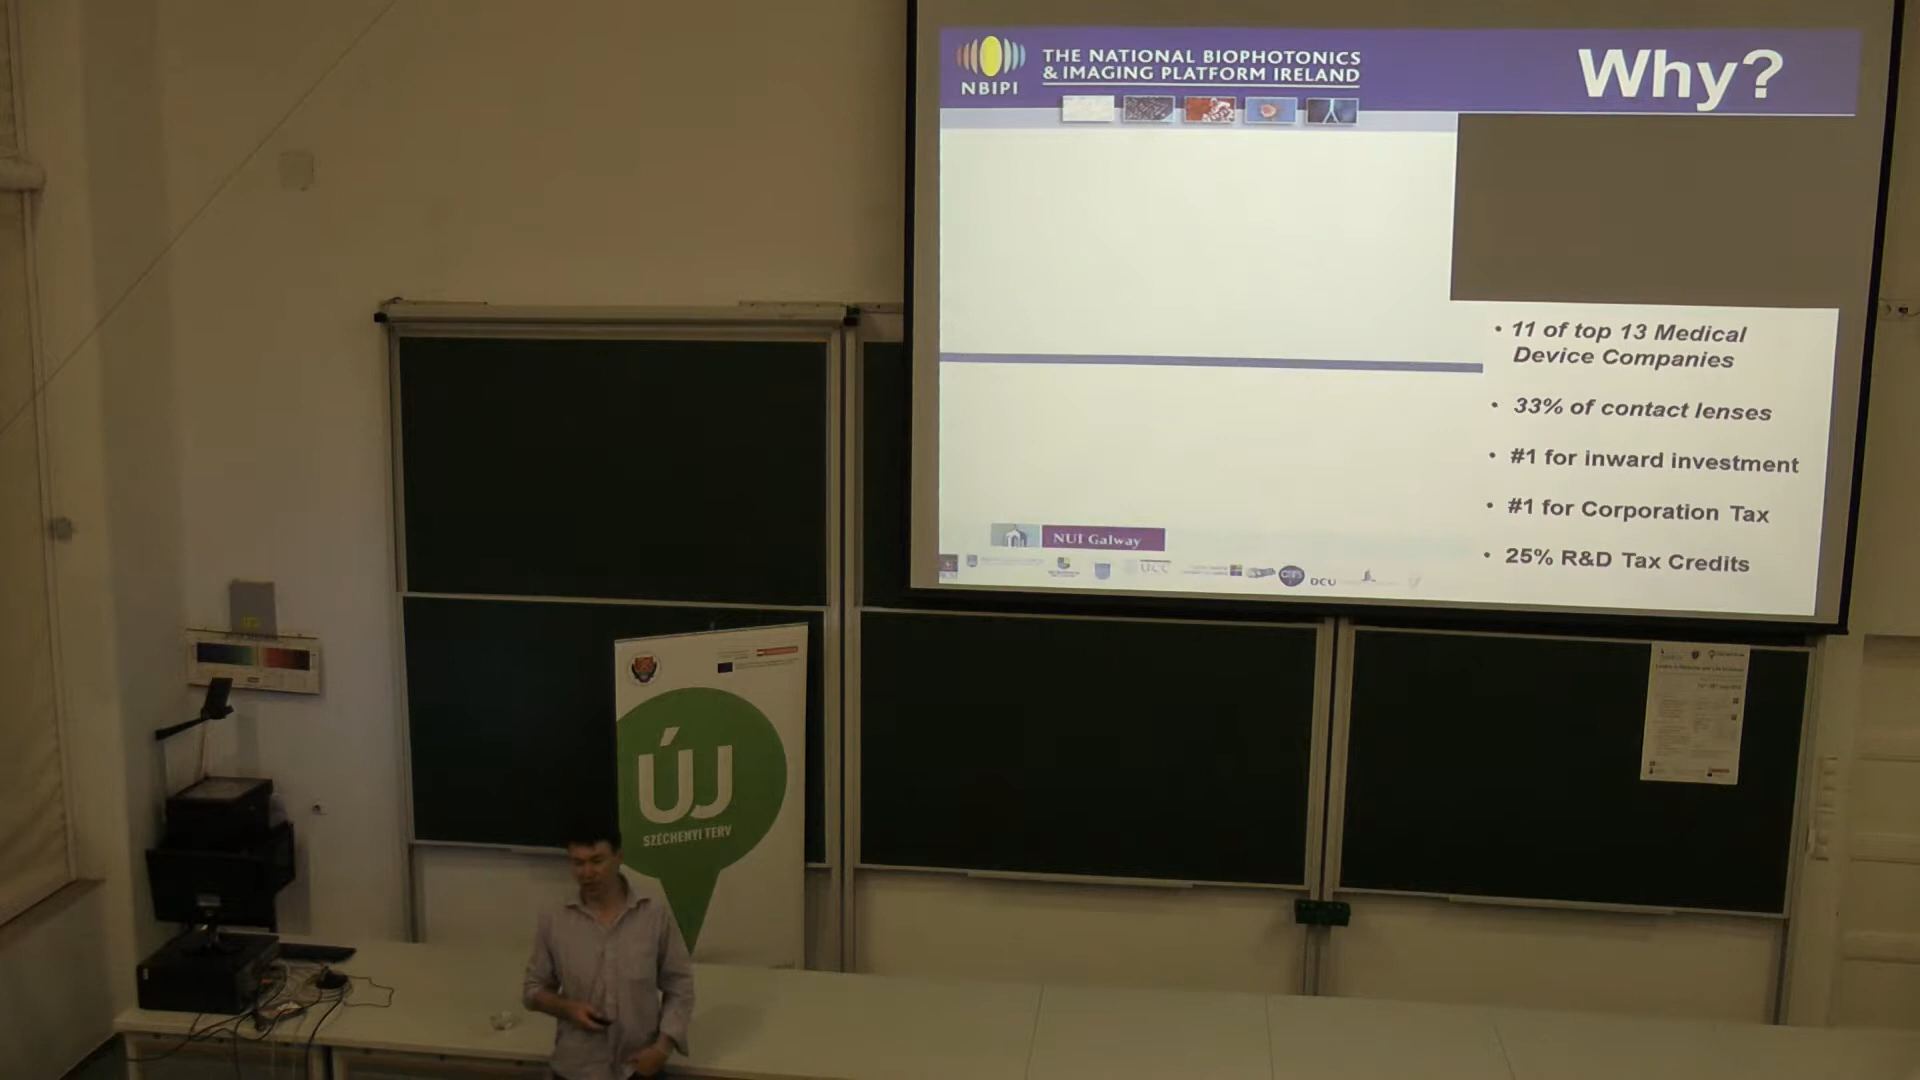 THE NATIONAL BIOPHOTONICS
& IMAGING PLATFORM IRELAND
NBIPI
Why?
• 11 of top 13 Medical
Device Companies
• 33% of contact lenses
• #1 for inward investment
• #1 for Corporation Tax
• 25% R&D Tax Credits
NUI Galway
UCC
DCU
ÚJ
SZÉCHENYI TERV